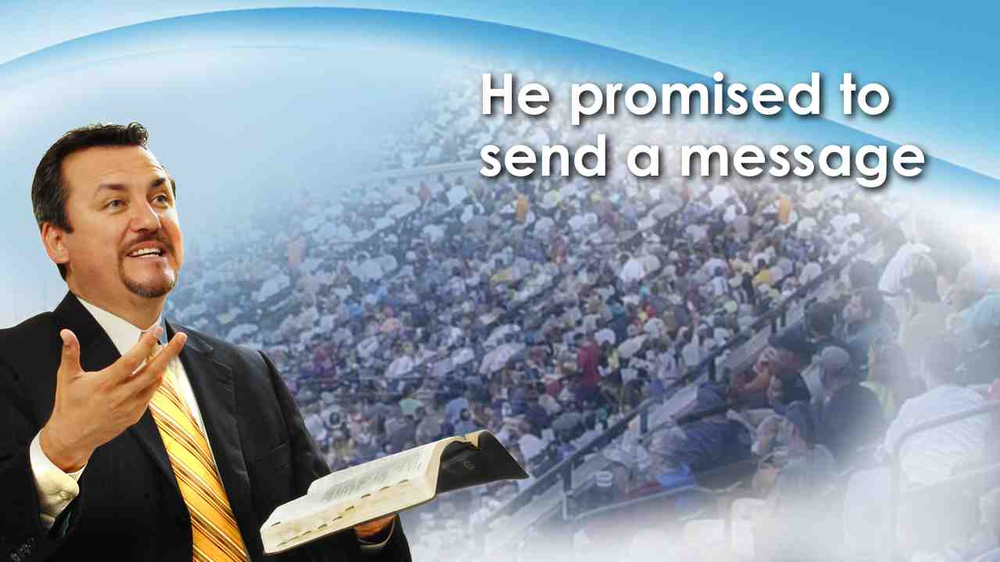 He promised to
send a message